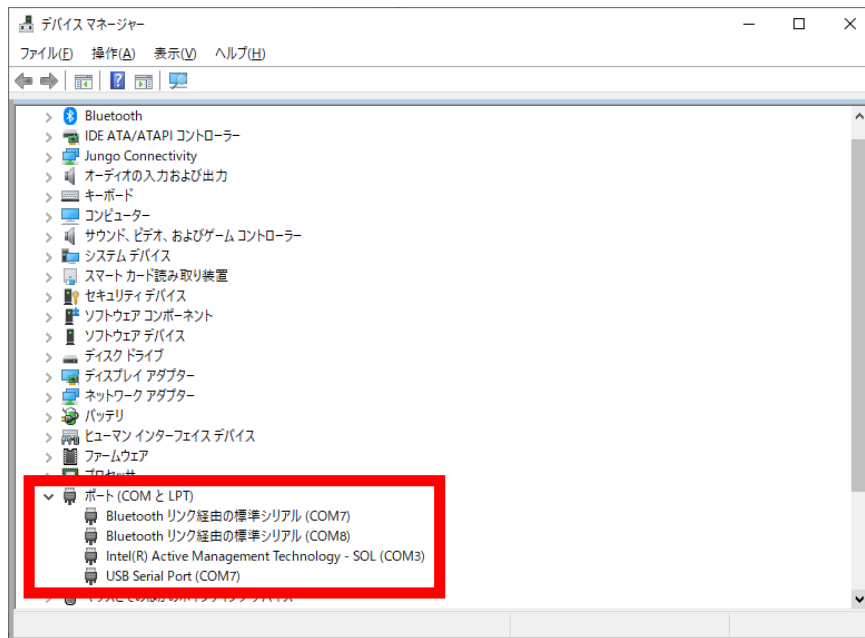 デバイス マネージャー
ファイル(F) 操作(A) 表示(V) ヘルプ(H)
Bluetooth
IDE ATA/ATAPI コントローラー
Jungo Connectivity
オーディオの入力および出力
キーボード
コンピューター
サウンド、ビデオ、およびゲーム コントローラー
システム デバイス
スマート カード読み取り装置
セキュリティ デバイス
ソフトウェア コンポーネント
ソフトウェア デバイス
ディスク ドライブ
ディスプレイ アダプター
ネットワーク アダプター
バッテリ
ヒューマン インターフェイス デバイス
ファームウェア
ポート (COM と LPT)
Bluetooth リンク経由の標準シリアル (COM7)
Bluetooth リンク経由の標準シリアル (COM8)
Intel(R) Active Management Technology - SOL (COM3)
USB Serial Port (COM7)